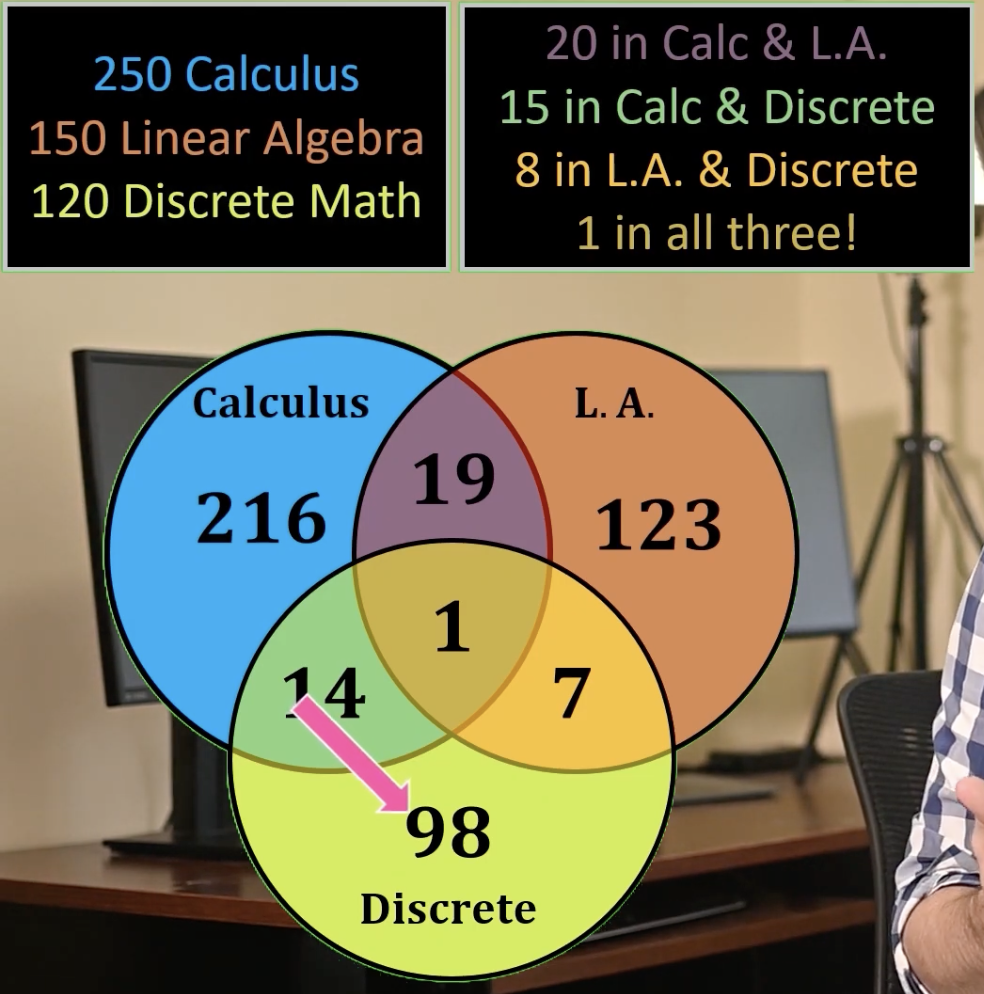 250 Calculus
150 Linear Algebra
120 Discrete Math
20 in Calc & L.A.
15 in Calc & Discrete
8 in L.A. & Discrete
1 in all three!
Calculus
L. A.
19
216
123
1
14
7
98
Discrete